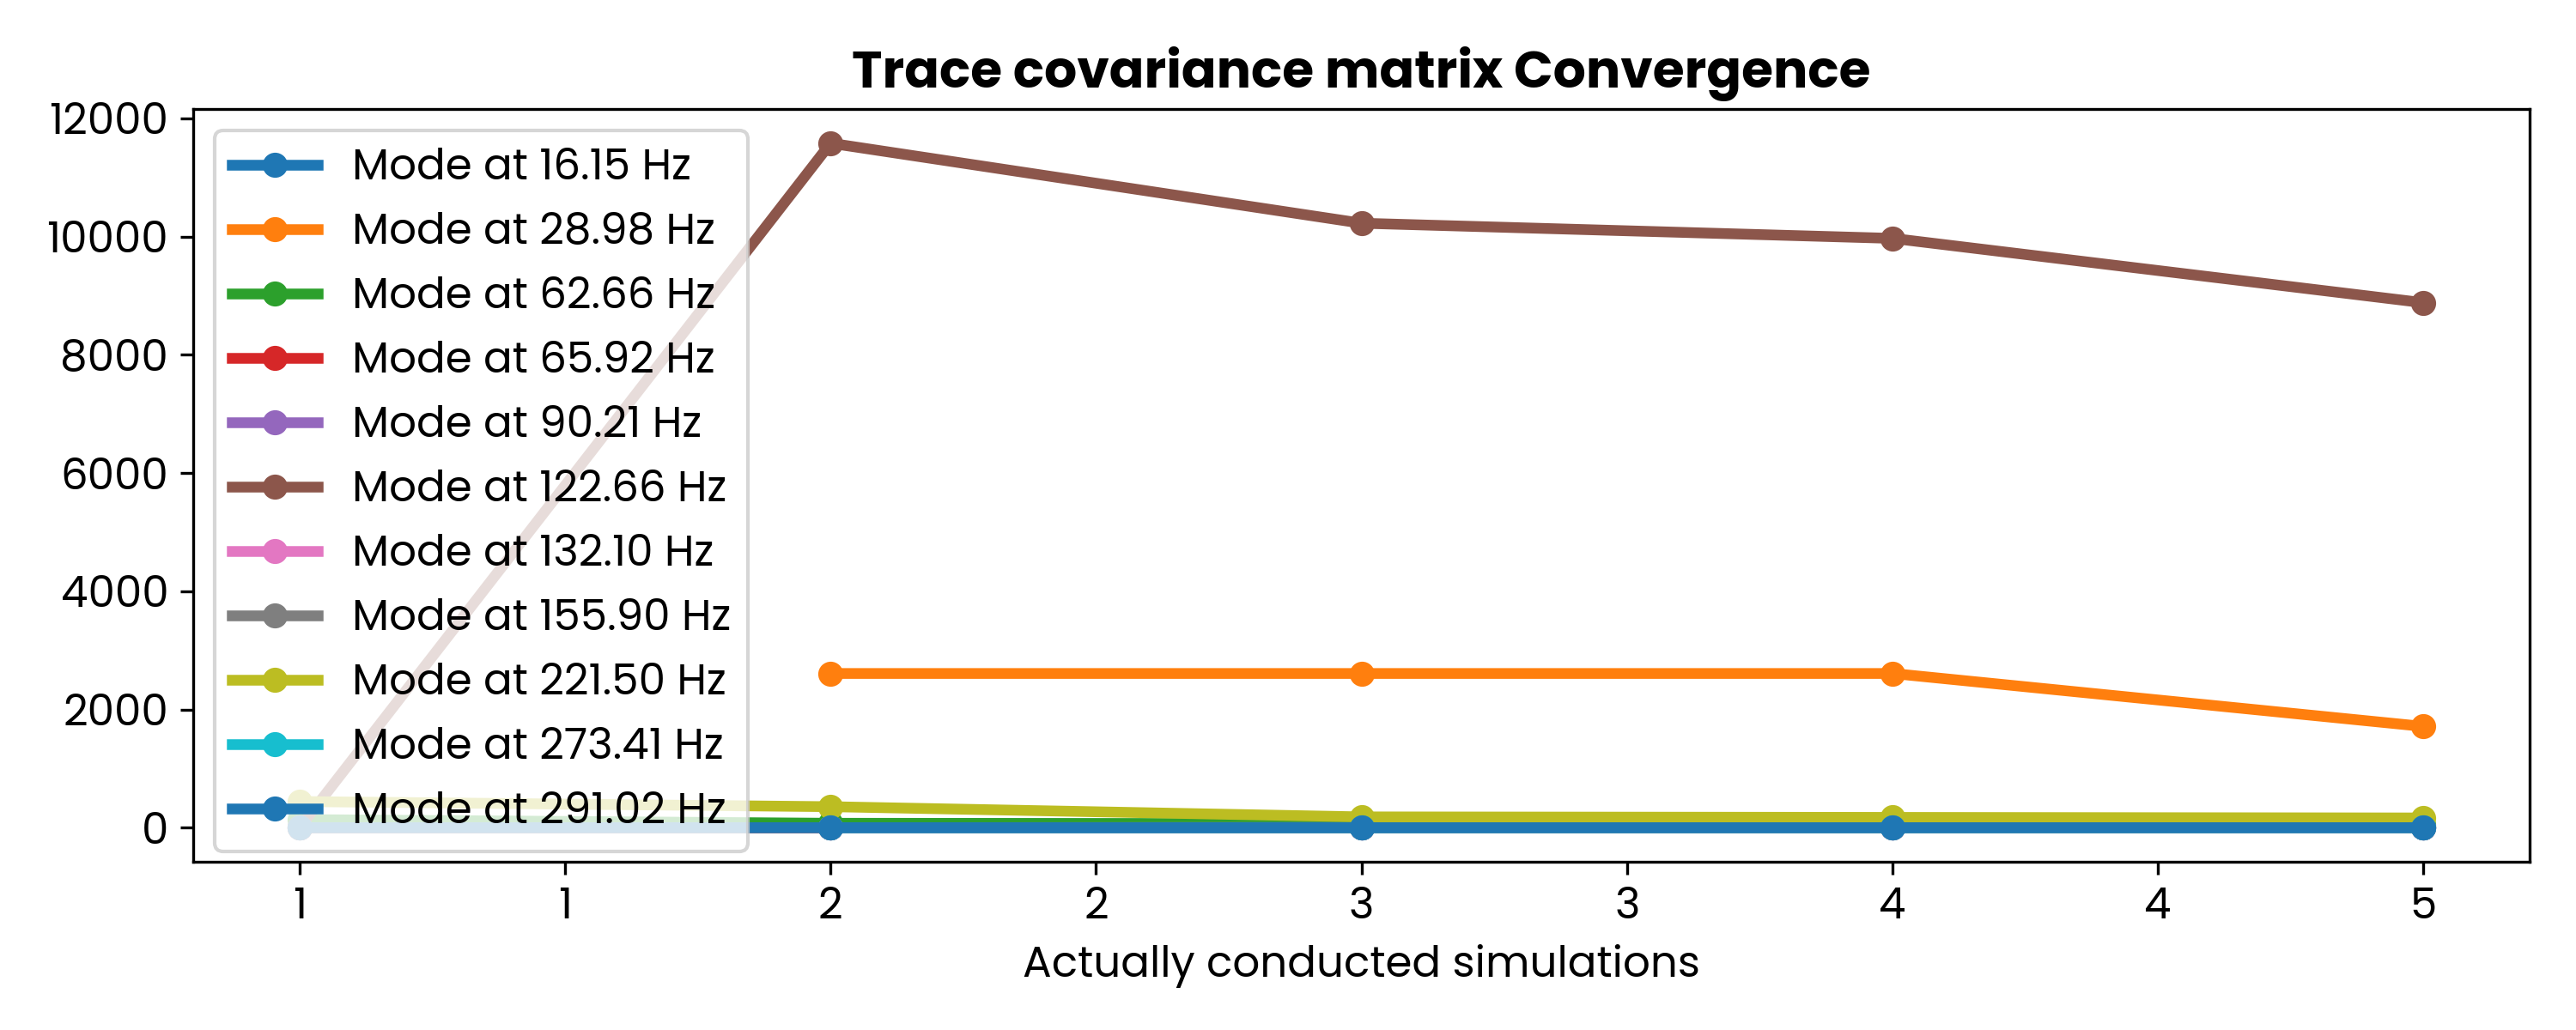 Trace covariance matrix Convergence
12000
10000
8000
6000
4000
2000
0
Mode at 16.15 Hz
Mode at 28.98 Hz
Mode at 62.66 Hz
Mode at 65.92 Hz
Mode at 90.21 Hz
Mode at 122.66 Hz
Mode at 132.10 Hz
Mode at 155.90 Hz
Mode at 221.50 Hz
Mode at 273.41 Hz
Mode at 291.02 Hz
1 1 2 2 3 3 4 4 5
Actually conducted simulations